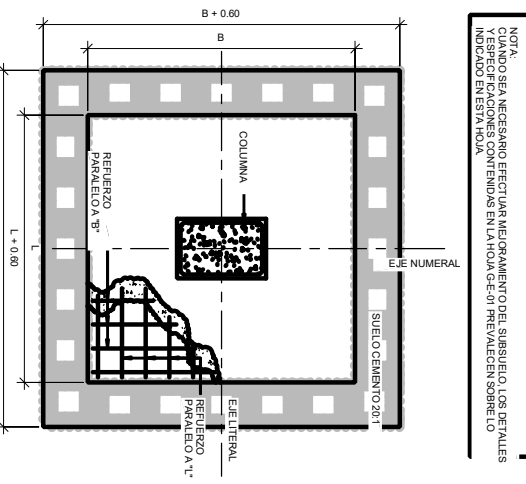 B + 0.60
B
L + 0.60
L
COLUMNA
REFUERZO
PARALELO A "B"
EJE NUMERAL
SUELO CEMENTO 20:1
EJE LITERAL
REFUERZO
PARALELO A "L"
NOTA:
CUANDO SEA NECESARIO EFECTUAR MEJORAMIENTO DEL SUBSUELO, LOS DETALLES
Y ESPECIFICACIONES CONTENIDAS EN LA HOJA G-E-01 PREVALECEN SOBRE LO
INDICADO EN ESTA HOJA